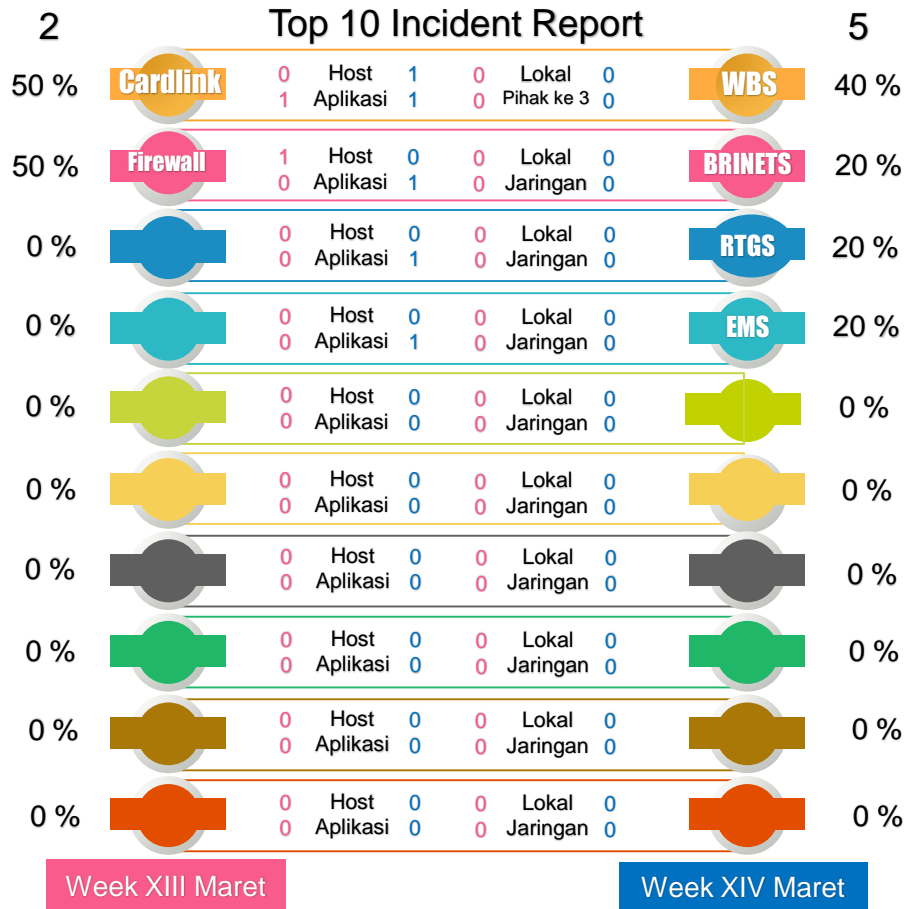 2 Top 10 Incident Report 5
50 % Cardlink 0 Host 1 0 Lokal 0 WBS 40 %
1 Aplikasi 1 0 Pihak ke 3 0
50 % Firewall 1 Host 0 0 Lokal 0 BRINETS 20 %
0 Aplikasi 1 0 Jaringan 0
0 % 0 Host 0 0 Lokal 0 RTGS 20 %
0 Aplikasi 1 0 Jaringan 0
0 % 0 Host 0 0 Lokal 0 EMS 20 %
0 Aplikasi 1 0 Jaringan 0
0 % 0 Host 0 0 Lokal 0 0 %
0 Aplikasi 0 0 Jaringan 0
0 % 0 Host 0 0 Lokal 0 0 %
0 Aplikasi 0 0 Jaringan 0
0 % 0 Host 0 0 Lokal 0 0 %
0 Aplikasi 0 0 Jaringan 0
0 % 0 Host 0 0 Lokal 0 0 %
0 Aplikasi 0 0 Jaringan 0
0 % 0 Host 0 0 Lokal 0 0 %
0 Aplikasi 0 0 Jaringan 0
0 % 0 Host 0 0 Lokal 0 0 %
0 Aplikasi 0 0 Jaringan 0
Week XIII Maret Week XIV Maret